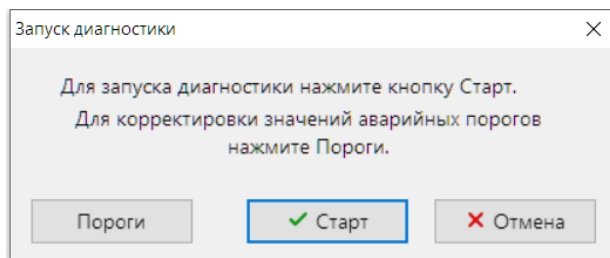 Запуск диагностики
Для запуска диагностики нажмите кнопку Старт.
Для корректировки значений аварийных порогов
нажмите Пороги.
Пороги
Старт
Отмена